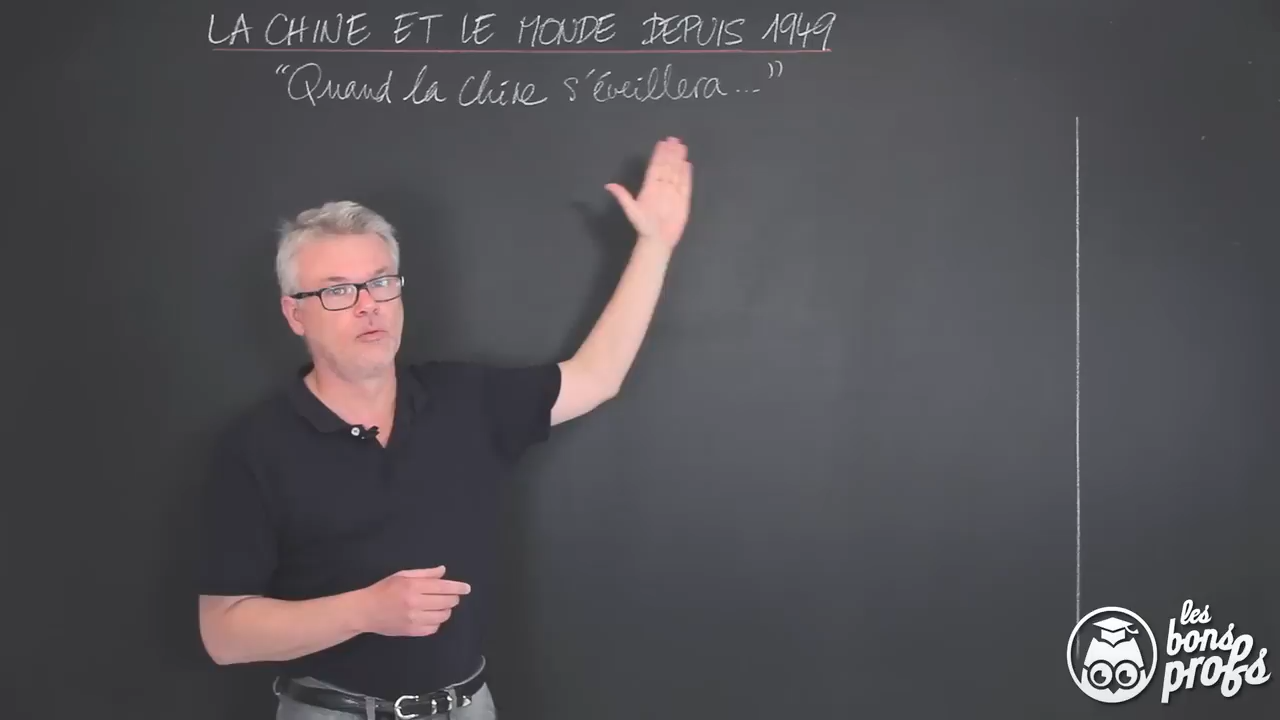 LA CHINE ET LE MONDE DEPUIS 1949
"Quand la Chine s'éveillera..."
les
bons
profs